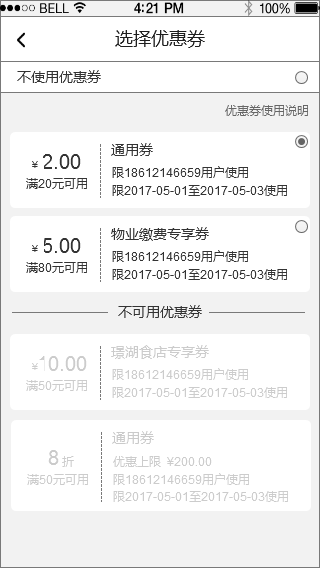 BELL 4:21 PM 100%
选择优惠券
不使用优惠券
优惠券使用说明
¥ 2.00
满20元可用
通用券
限18612146659用户使用
限2017-05-01至2017-05-03使用
¥ 5.00
满80元可用
物业缴费专享券
限18612146659用户使用
限2017-05-01至2017-05-03使用
不可用优惠券
¥10.00
满50元可用
璟湖食店专享券
限18612146659用户使用
限2017-05-01至2017-05-03使用
8 折
满50元可用
通用券
优惠上限 ¥200.00
限18612146659用户使用
限2017-05-01至2017-05-03使用